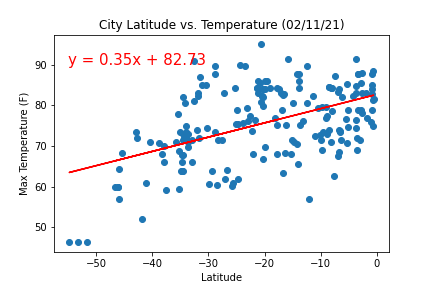 City Latitude vs. Temperature (02/11/21)
y = 0.35x + 82.73
90
80
70
60
50
Max Temperature (F)
−50 −40 −30 −20 −10 0
Latitude